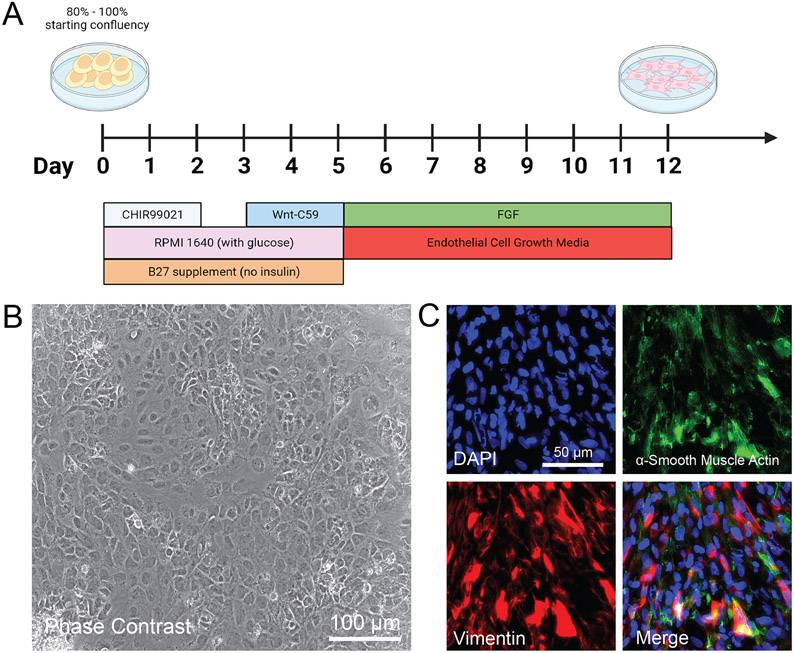 A
80% - 100%
starting confluency
Day 0 1 2 3 4 5 6 7 8 9 10 11 12
CHIR99021 Wnt-C59 FGF
RPMI 1640 (with glucose) Endothelial Cell Growth Media
B27 supplement (no insulin)
B
Phase Contrast
100 µm
C
DAPI
50 µm
α-Smooth Muscle Actin
Vimentin
Merge